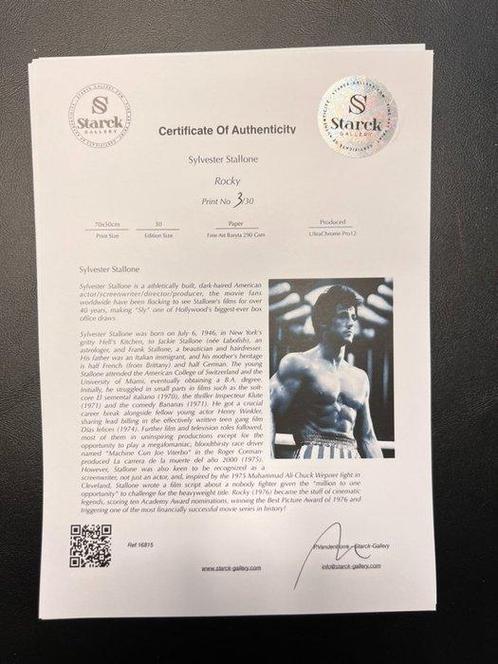 Starck
GALLERY
Starck
GALLERY
Certificate Of Authenticity
Sylvester Stallone
Rocky
Print No 3/30
70x50cm
30
Paper
Produced
Print Size
Edition Size
Fine Art Baryta 290 Gsm
UltraChrome Pro12
Sylvester Stallone
Sylvester Stallone is a athletically built, dark-haired American
actor/screenwriter/director/producer, the movie fans
worldwide have been flocking to see Stallone's films for over
40 years, making "Sly" one of Hollywood's biggest-ever box
office draws.
Sylvester Stallone was born on July 6, 1946, in New York's
gritty Hell's Kitchen, to Jackie Stallone (née Labofish), an
astrologer, and Frank Stallone, a beautician and hairdresser.
His father was an Italian immigrant, and his mother's heritage
is half French (from Brittany) and half German. The young
Stallone attended the American College of Switzerland and the
University of Miami, eventually obtaining a B.A. degree.
Initially, he struggled in small parts in films such as the soft-
core El semental italiano (1970), the thriller Inspecteur Klute
(1971) and the comedy Bananas (1971). He got a crucial
career break alongside fellow young actor Henry Winkler,
sharing lead billing in the effectively written teen gang film
Días felices (1974). Further film and television roles followed,
most of them in uninspiring productions except for the
opportunity to play a megalomaniac, bloodthirsty race driver
named "Machine Gun Joe Viterbo" in the Roger Corman-
produced La carrera de la muerte del año 2000 (1975).
However, Stallone was also keen to be recognized as a
screenwriter, not just an actor, and, inspired by the 1975 Muhammad Ali-Chuck Wepner fight in
Cleveland, Stallone wrote a film script about a nobody fighter given the "million to one
opportunity" to challenge for the heavyweight title. Rocky (1976) became the stuff of cinematic
legends, scoring ten Academy Award nominations, winning the Best Picture Award of 1976 and
triggering one of the most financially successful movie series in history!
Ref 16815
Starck-Gallery
www.starck-gallery.com
info@starck-gallery.com